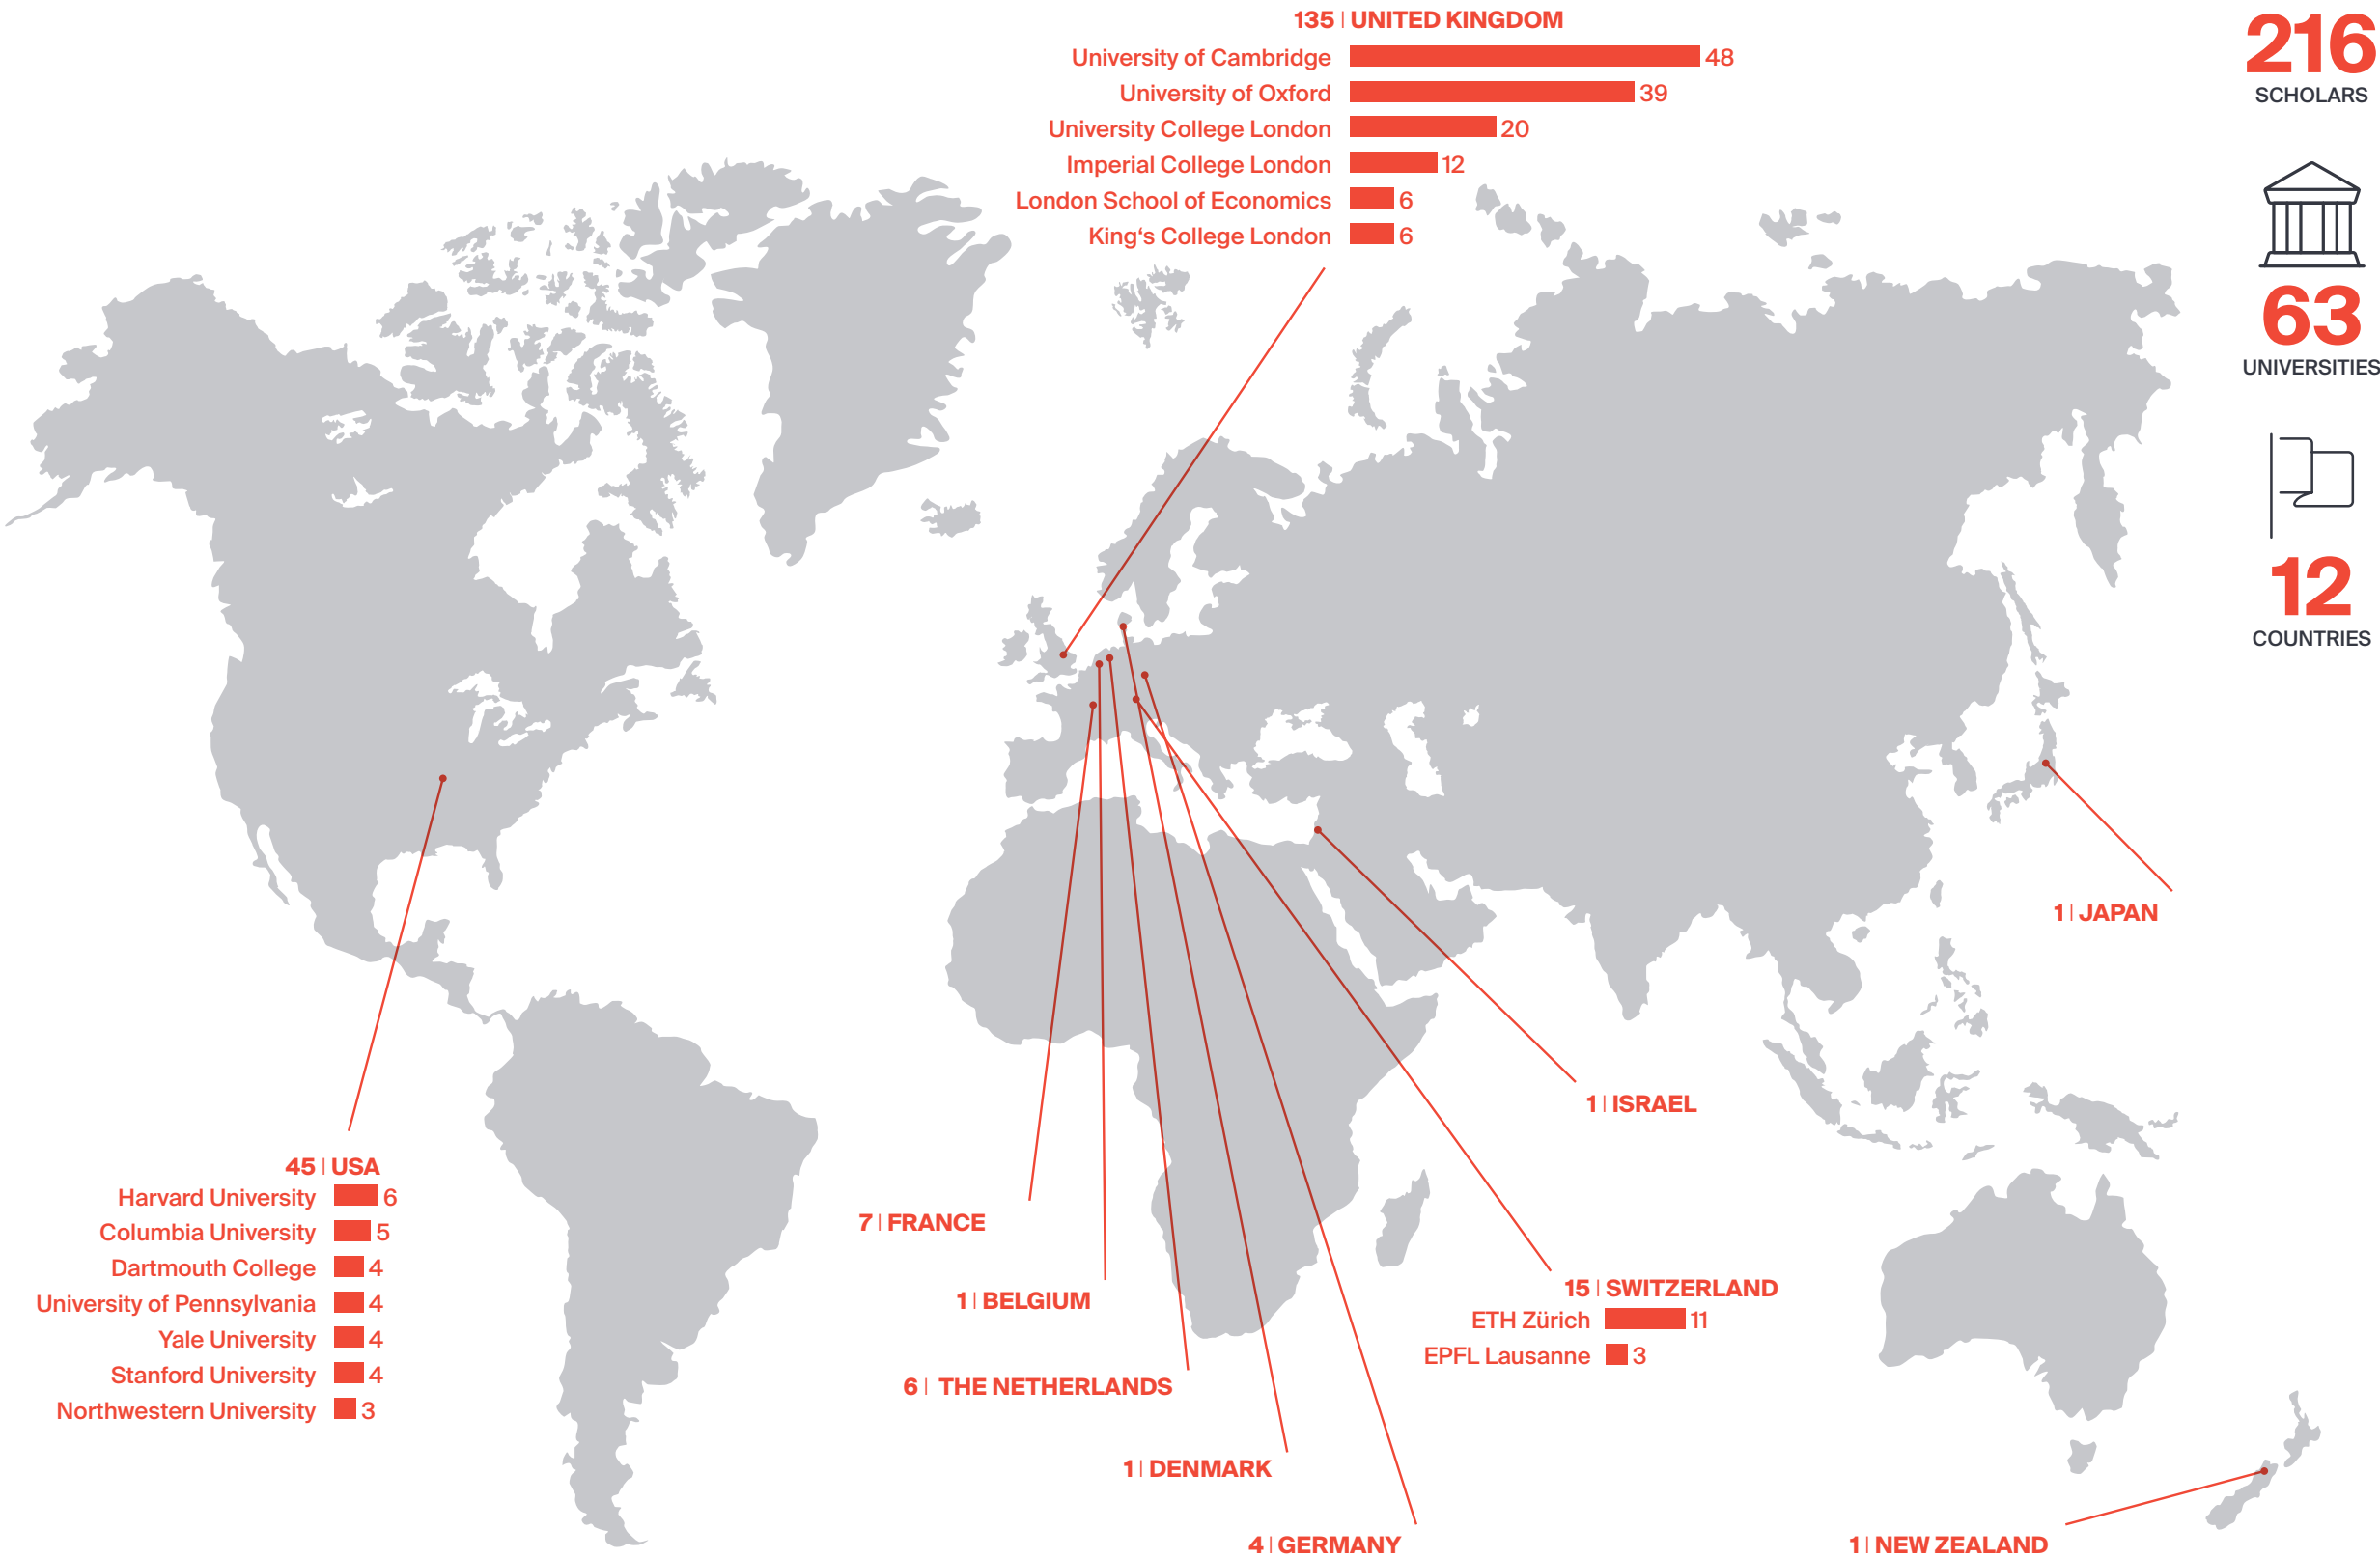 135 | UNITED KINGDOM
University of Cambridge 48
University of Oxford 39
University College London 20
Imperial College London 12
London School of Economics 6
King‘s College London 6
216
SCHOLARS
63
UNIVERSITIES
12
COUNTRIES
1 | JAPAN
1 | ISRAEL
45 | USA
Harvard University 6
Columbia University 5
Dartmouth College 4
University of Pennsylvania 4
Yale University 4
Stanford University 4
Northwestern University 3
7 | FRANCE
1 | BELGIUM
6 | THE NETHERLANDS
1 | DENMARK
4 | GERMANY
15 | SWITZERLAND
ETH Zürich 11
EPFL Lausanne 3
1 | NEW ZEALAND